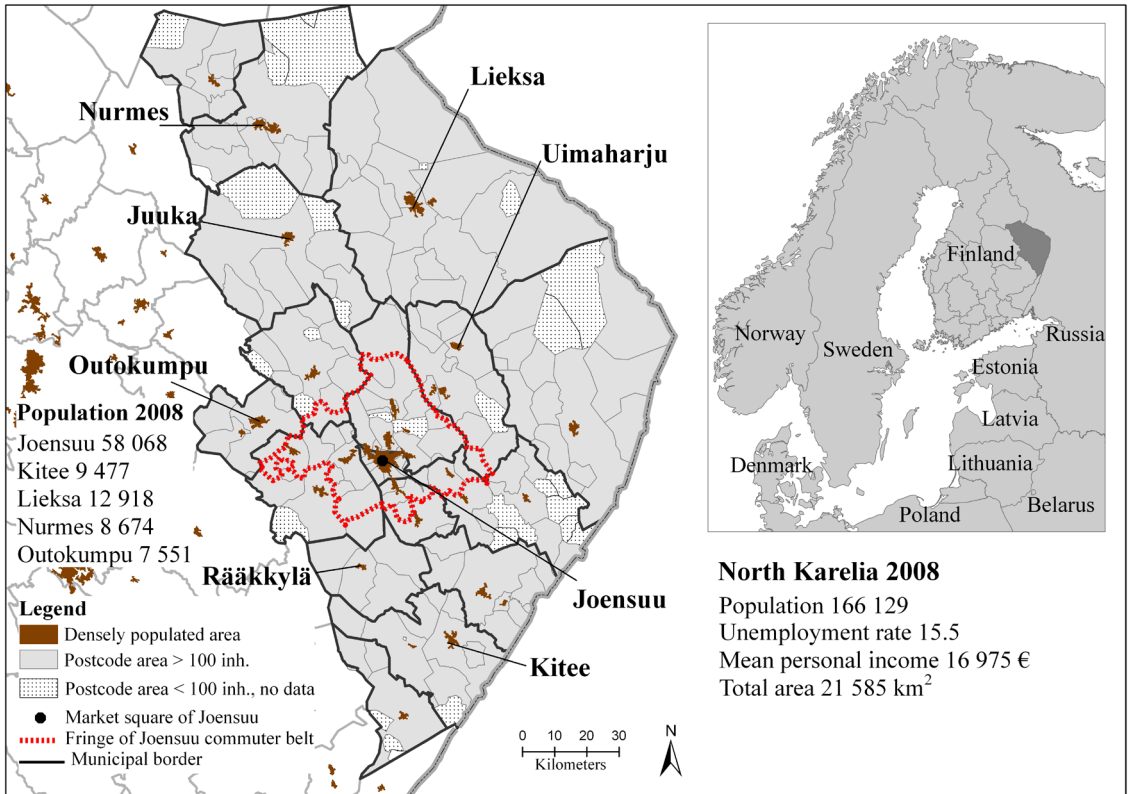 Lieksa
Nurmes
Uimaharju
Juuka
Outokumpu
Population 2008
Joensuu 58 068
Kitee 9 477
Lieksa 12 918
Nurmes 8 674
Outokumpu 7 551
Rääkkylä
Joensuu
Kitee
Legend
Densely populated area
Postcode area > 100 inh.
Postcode area < 100 inh., no data
Market square of Joensuu
Fringe of Joensuu commuter belt
Municipal border
0 10 20 30
Kilometers
N
Finland
Norway
Sweden
Russia
Estonia
Latvia
Lithuania
Denmark
Belarus
Poland
North Karelia 2008
Population 166 129
Unemployment rate 15.5
Mean personal income 16 975 €
Total area 21 585 km²